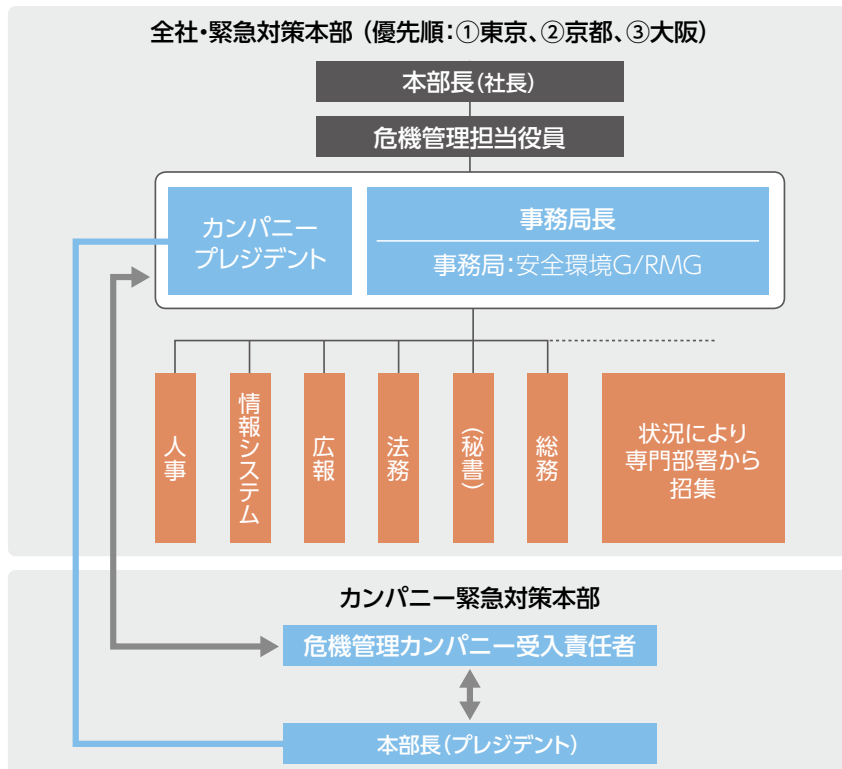 全社・緊急対策本部（優先順：①東京、②京都、③大阪）
本部長（社長）
危機管理担当役員
カンパニー
プレジデント
事務局長
事務局：安全環境G/RMG
人事
情報システム
広報
法務
（秘書）
総務
状況により
専門部署から
招集
カンパニー緊急対策本部
危機管理カンパニー受入責任者
本部長（プレジデント）